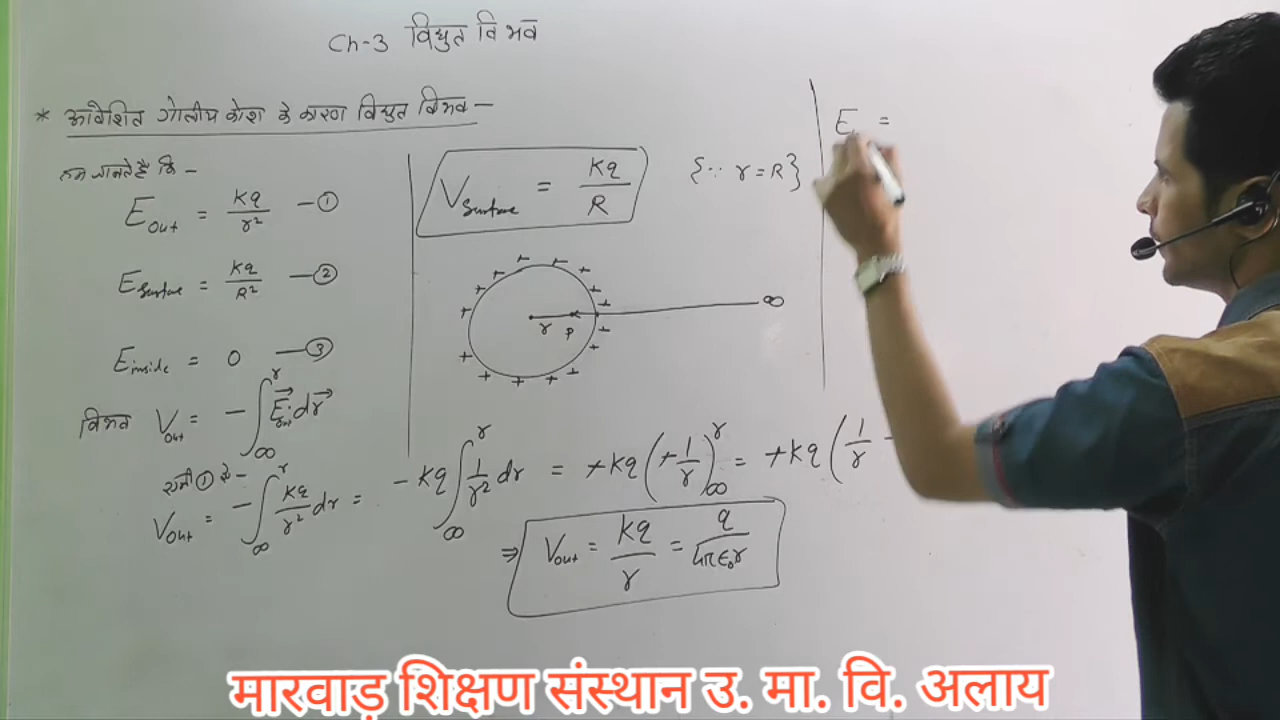 Ch-3 विद्युत विभव
* आवेशित गोलीय कोश के कारण विद्युत विभव -
हम जानते है कि -
E_out = Kq/r² - ①
E_surface = Kq/R² - ②
E_inside = 0 - ③
विभव V_out = - ∫_∞^r E⃗_out dr⃗
समी ① से -
V_out = - ∫_∞^r Kq/r² dr = - Kq ∫_∞^r 1/r² dr = + Kq (+ 1/r)_∞^r = + Kq (1/r -
⇒ V_out = Kq/r = q/4πε₀r
V_surface = Kq/R {∵ r = R}
+ + + + + + + + + + + + + + +
r P ∞
E =
मारवाड़ शिक्षण संस्थान उ. मा. वि. अलाय